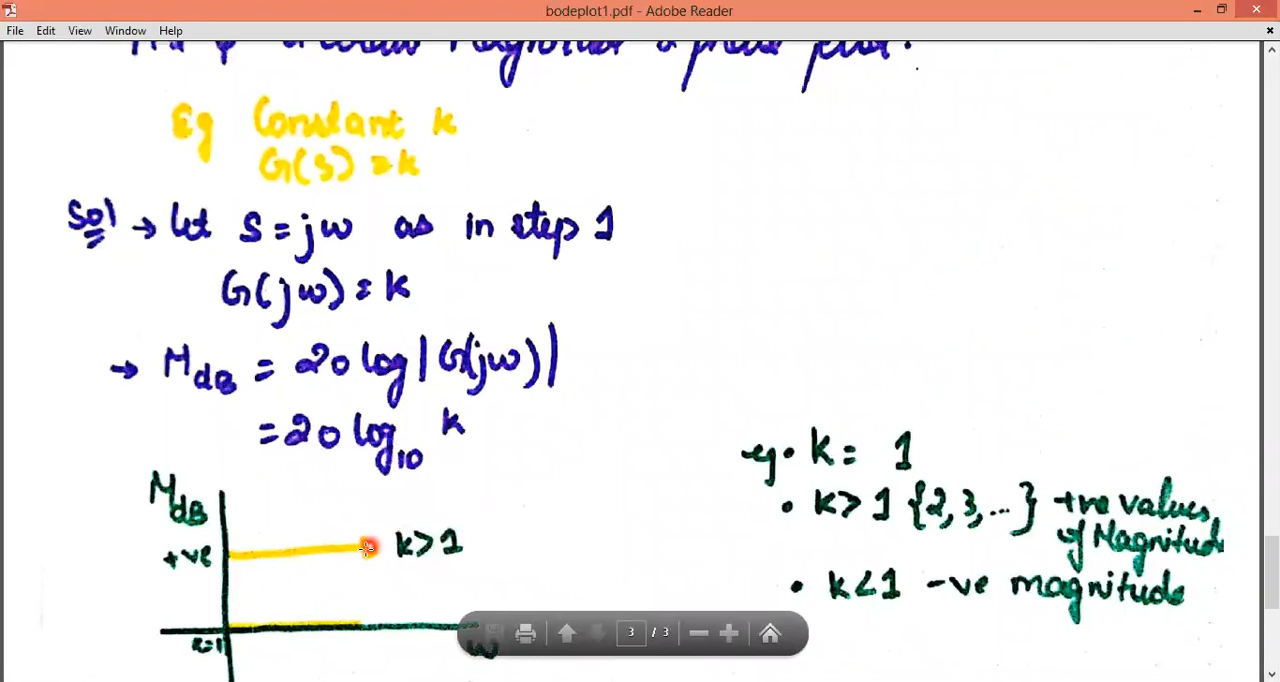 bodeplot1.pdf - Adobe Reader
File Edit View Window Help
Eg Constant k
G(s) = k
Sol → let s = jw as in step 1
G(jw) = k
→ MdB = 20 log |G(jw)|
= 20 log10 k
MdB
+ve
k > 1
k=1
w
eg • k = 1
• k > 1 {2, 3, ...} +ve values
of Magnitude
• k < 1 -ve magnitude
3 / 3